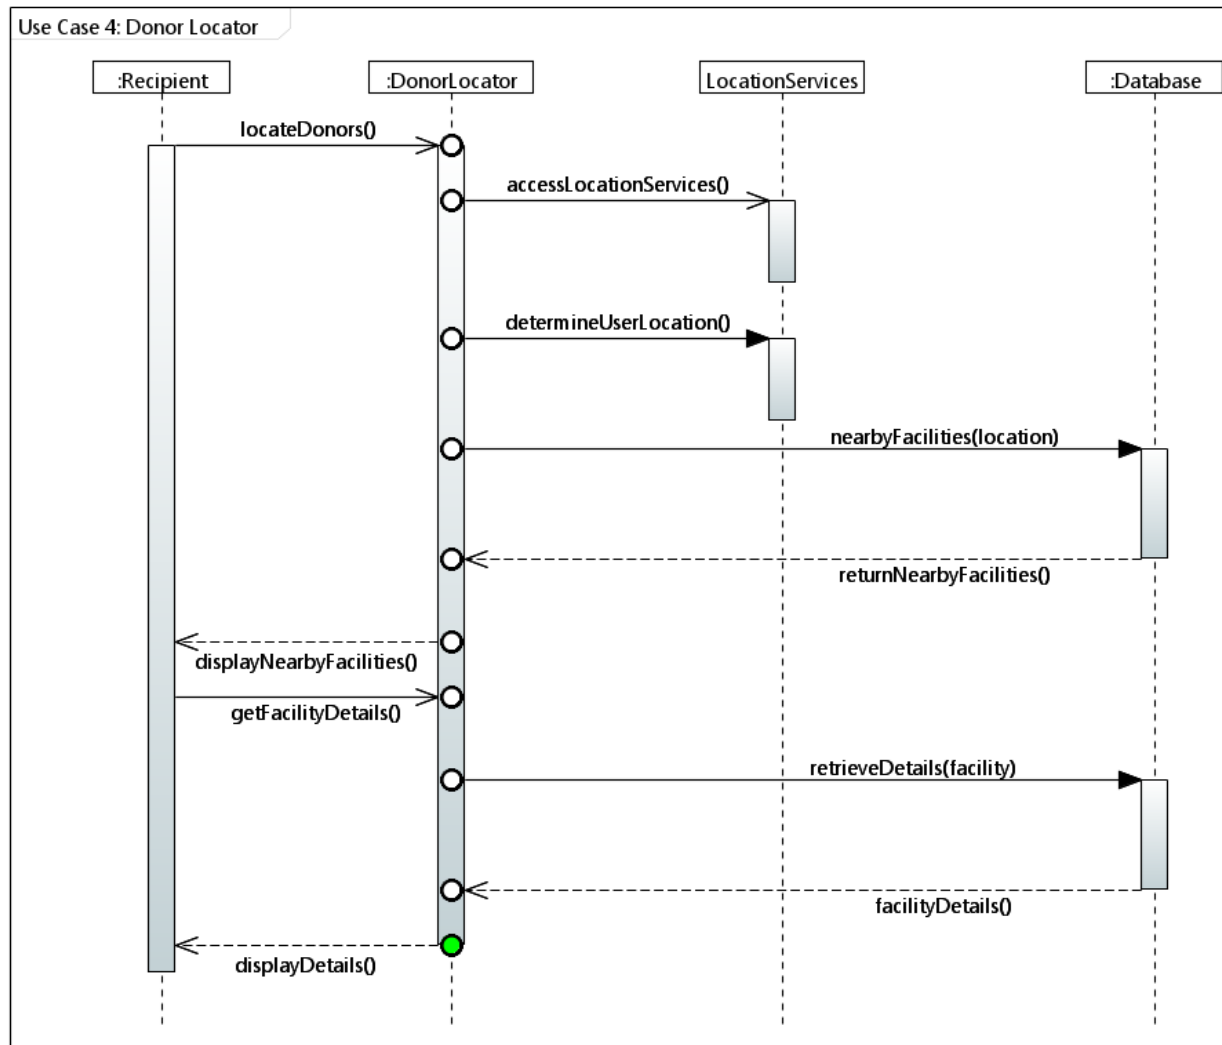 Use Case 4: Donor Locator
:Recipient
:DonorLocator
LocationServices
:Database
locateDonors()
accessLocationServices()
determineUserLocation()
nearbyFacilities(location)
returnNearbyFacilities()
displayNearbyFacilities()
getFacilityDetails()
retrieveDetails(facility)
facilityDetails()
displayDetails()